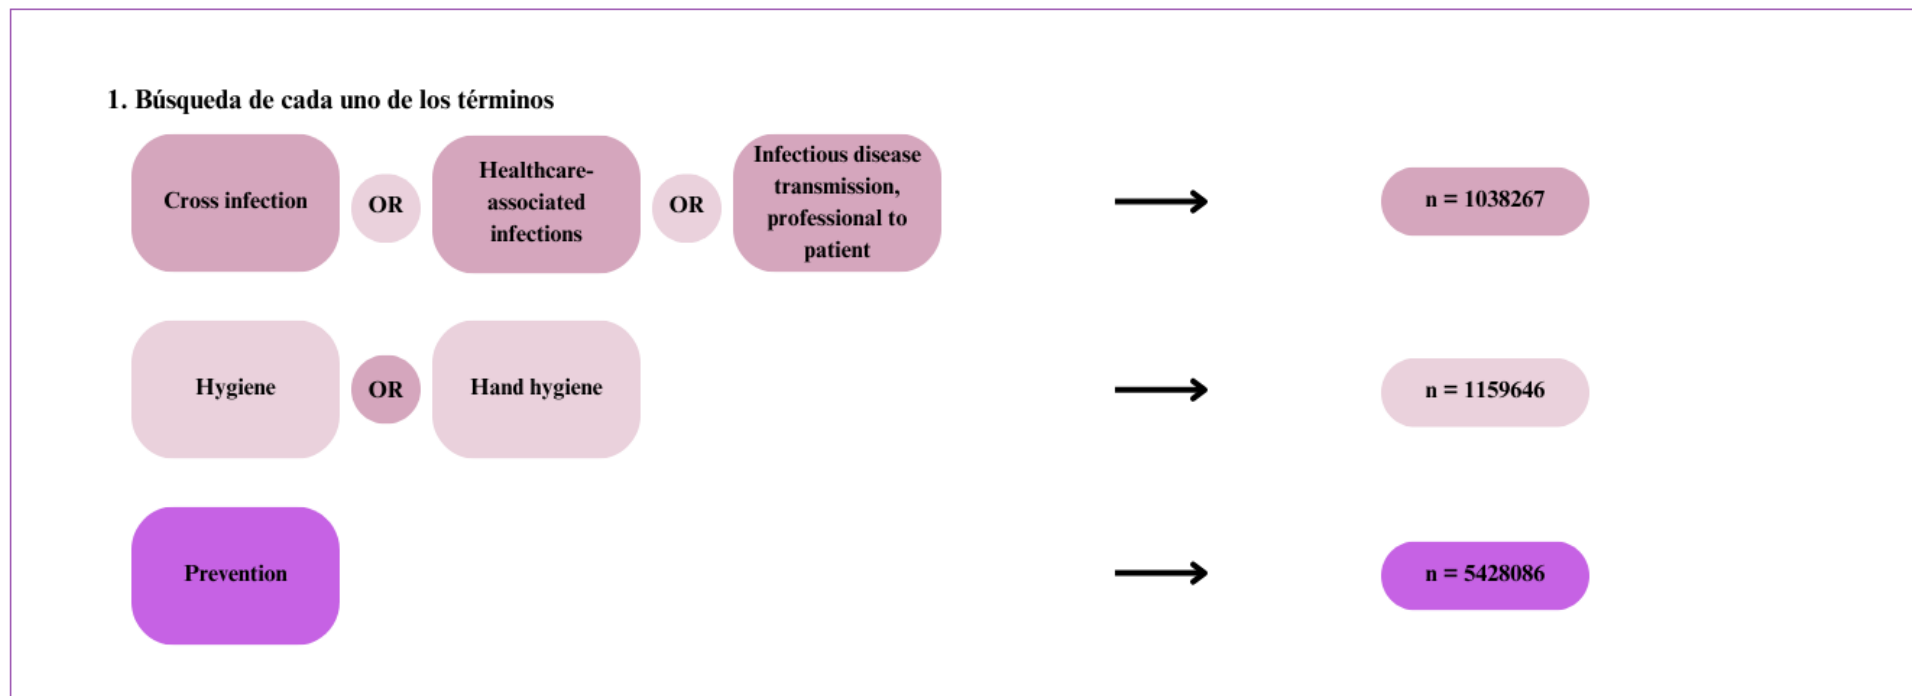 1. Búsqueda de cada uno de los términos
Cross infection
OR
Healthcare-
associated
infections
OR
Infectious disease
transmission,
professional to
patient
n = 1038267
Hygiene
OR
Hand hygiene
n = 1159646
Prevention
n = 5428086